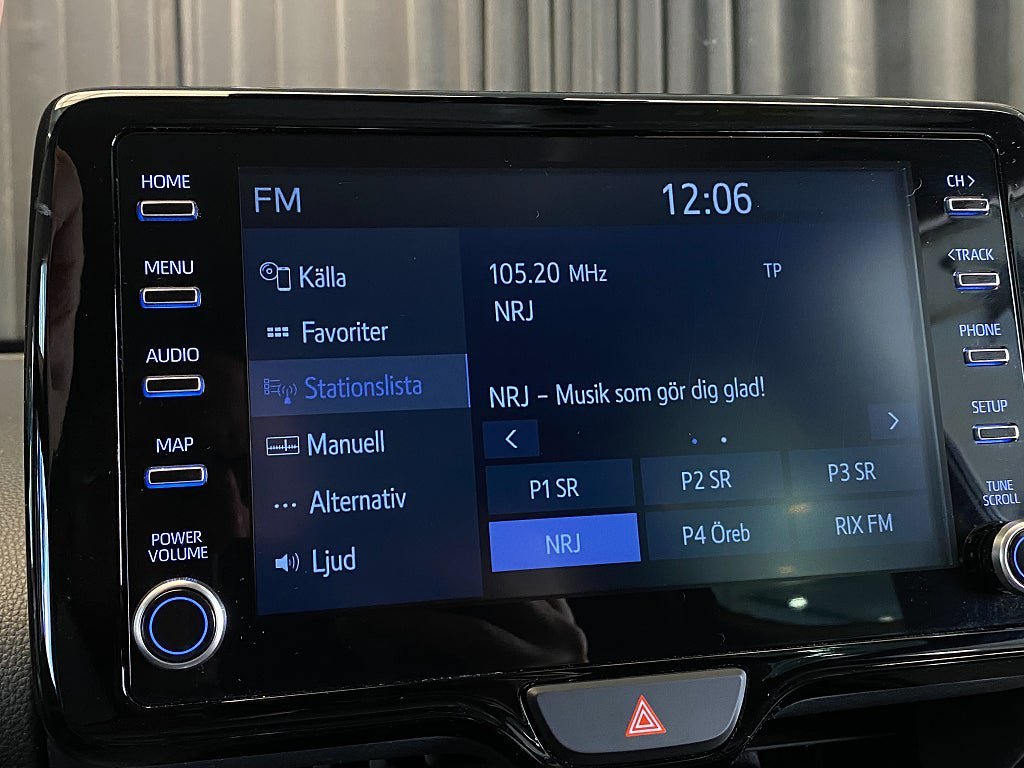 HOME
MENU
AUDIO
MAP
POWER
VOLUME
FM
12:06
Källa
Favoriter
Stationslista
Manuell
Alternativ
Ljud
105.20 MHz
TP
NRJ
NRJ – Musik som gör dig glad!
P1 SR
P2 SR
P3 SR
NRJ
P4 Öreb
RIX FM
CH >
< TRACK
PHONE
SETUP
TUNE
SCROLL